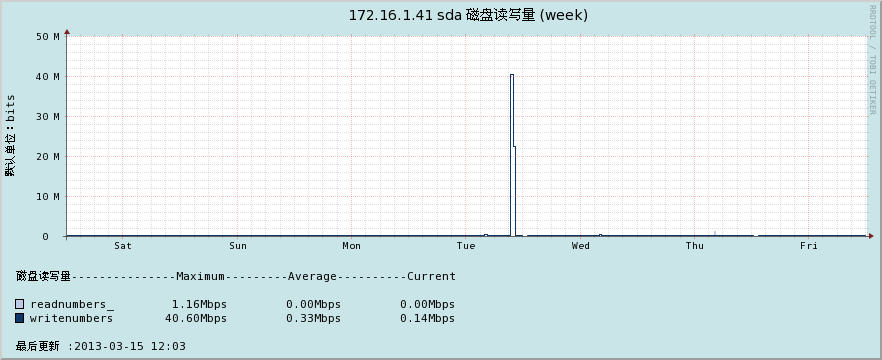 172.16.1.41 sda 磁盘读写量 (week)
RRDTOOL / TOBI OETIKER
默认单位：bits
50 M
40 M
30 M
20 M
10 M
0
Sat Sun Mon Tue Wed Thu Fri
磁盘读写量---------------Maximum---------Average----------Current
readnumbers_ 1.16Mbps 0.00Mbps 0.00Mbps
writenumbers 40.60Mbps 0.33Mbps 0.14Mbps
最后更新 :2013-03-15 12:03